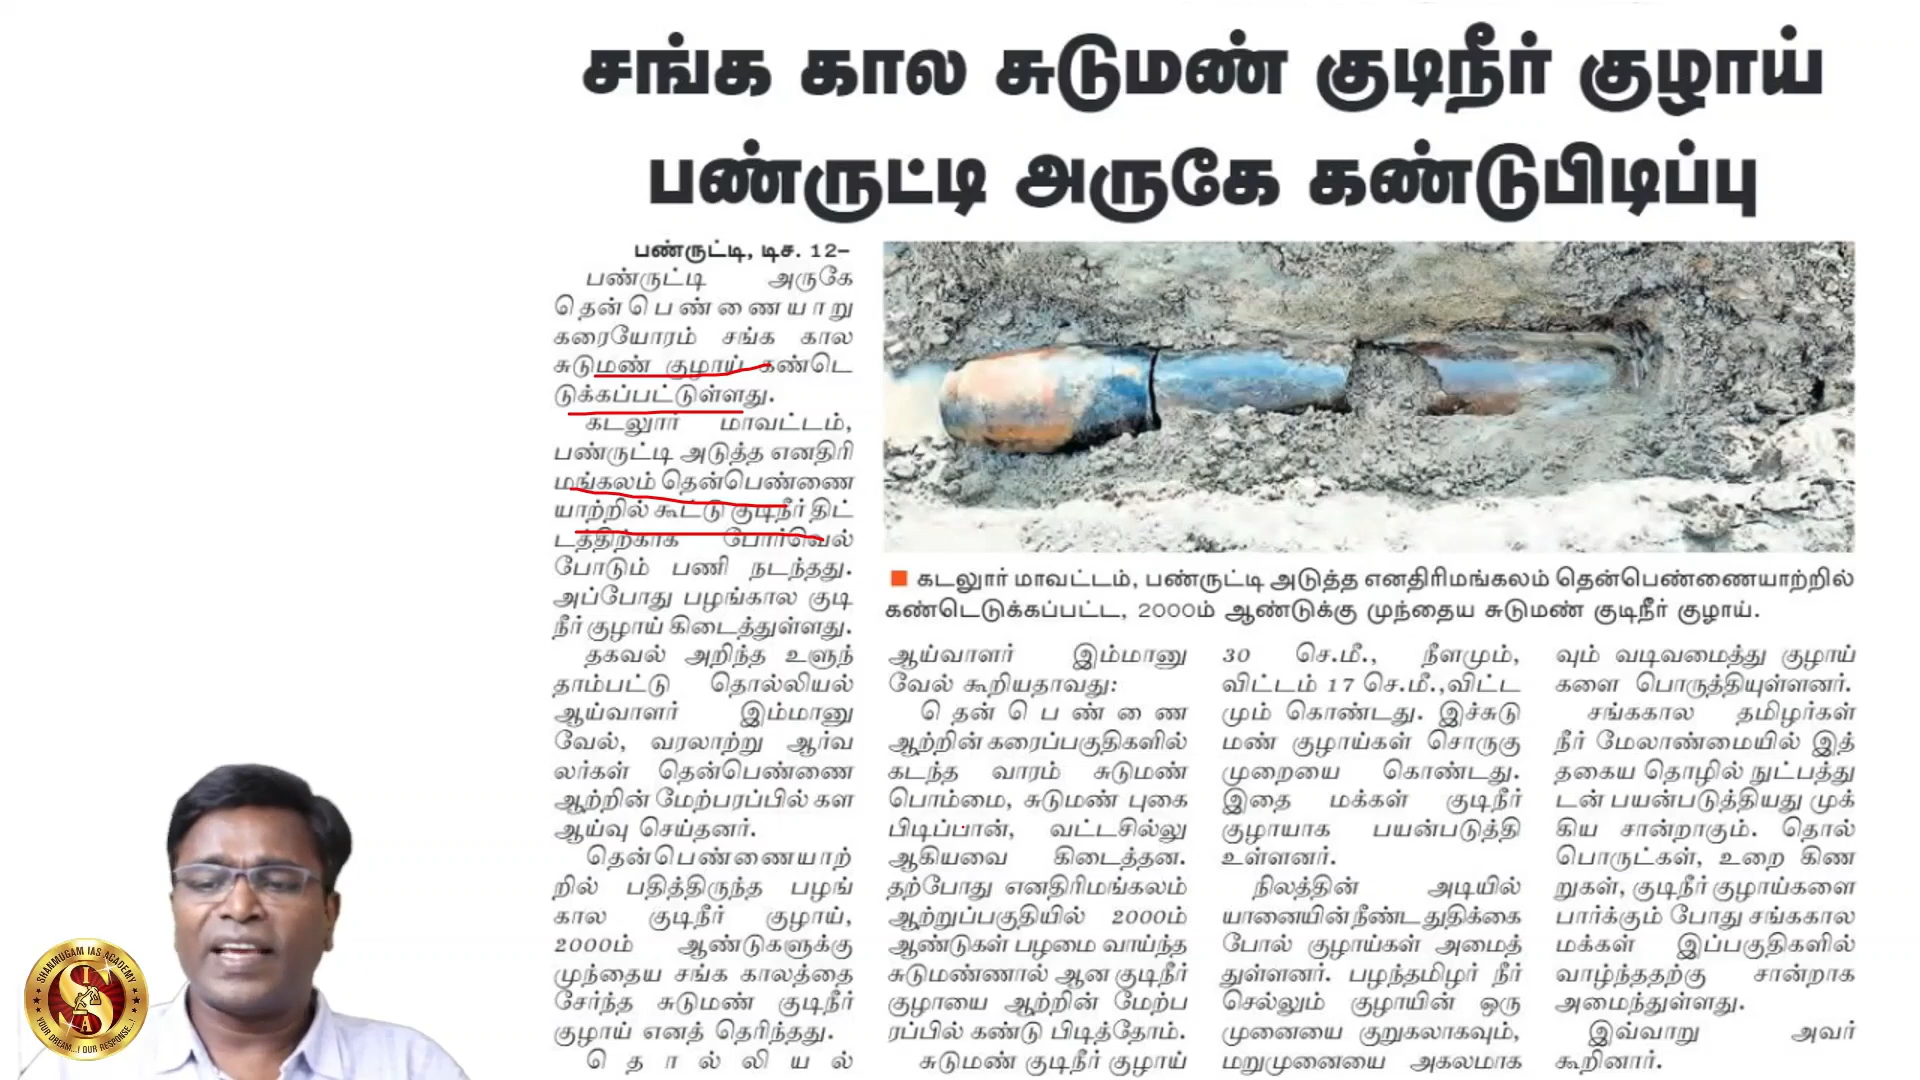 சங்க கால சுடுமண் குடிநீர் குழாய்
பண்ருட்டி அருகே கண்டுபிடிப்பு
பண்ருட்டி, டிச. 12–
பண்ருட்டி அருகே
தென்பெண்ணையாறு
கரையோரம் சங்க கால
சுடுமண் குழாய் கண்டெ
டுக்கப்பட்டுள்ளது.
கடலூர் மாவட்டம்,
பண்ருட்டி அடுத்த எனதிரி
மங்கலம் தென்பெண்ணை
யாற்றில் கூட்டு குடிநீர் திட்
டத்திற்காக போர்வெல்
போடும் பணி நடந்தது.
அப்போது பழங்கால குடி
நீர் குழாய் கிடைத்துள்ளது.
தகவல் அறிந்த உளுந்
தாம்பட்டு தொல்லியல்
ஆய்வாளர் இம்மானு
வேல், வரலாற்று ஆர்வ
லர்கள் தென்பெண்ணை
ஆற்றின் மேற்பரப்பில் கள
ஆய்வு செய்தனர்.
தென்பெண்ணையாற்
றில் பதித்திருந்த பழங்
கால குடிநீர் குழாய்,
2000ம் ஆண்டுகளுக்கு
முந்தைய சங்க காலத்தை
சேர்ந்த சுடுமண் குடிநீர்
குழாய் எனத் தெரிந்தது.
தொல்லியல்
■ கடலூர் மாவட்டம், பண்ருட்டி அடுத்த எனதிரிமங்கலம் தென்பெண்ணையாற்றில்
கண்டெடுக்கப்பட்ட, 2000ம் ஆண்டுக்கு முந்தைய சுடுமண் குடிநீர் குழாய்.
ஆய்வாளர் இம்மானு
வேல் கூறியதாவது:
தென்பெண்ணை
ஆற்றின் கரைப்பகுதிகளில்
கடந்த வாரம் சுடுமண்
பொம்மை, சுடுமண் புகை
பிடிப்பான், வட்டசில்லு
ஆகியவை கிடைத்தன.
தற்போது எனதிரிமங்கலம்
ஆற்றுப்பகுதியில் 2000ம்
ஆண்டுகள் பழமை வாய்ந்த
சுடுமண்ணால் ஆன குடிநீர்
குழாயை ஆற்றின் மேற்ப
ரப்பில் கண்டு பிடித்தோம்.
சுடுமண் குடிநீர் குழாய்
30 செ.மீ., நீளமும்,
விட்டம் 17 செ.மீ.,விட்ட
மும் கொண்டது. இச்சுடு
மண் குழாய்கள் சொருகு
முறையை கொண்டது.
இதை மக்கள் குடிநீர்
குழாயாக பயன்படுத்தி
உள்ளனர்.
நிலத்தின் அடியில்
யானையின் நீண்ட துதிக்கை
போல் குழாய்கள் அமைத்
துள்ளனர். பழந்தமிழர் நீர்
செல்லும் குழாயின் ஒரு
முனையை குறுகலாகவும்,
மறுமுனையை அகலமாக
வும் வடிவமைத்து குழாய்
களை பொருத்தியுள்ளனர்.
சங்ககால தமிழர்கள்
நீர் மேலாண்மையில் இத்
தகைய தொழில் நுட்பத்து
டன் பயன்படுத்தியது முக்
கிய சான்றாகும். தொல்
பொருட்கள், உறை கிண
றுகள், குடிநீர் குழாய்களை
பார்க்கும் போது சங்ககால
மக்கள் இப்பகுதிகளில்
வாழ்ந்ததற்கு சான்றாக
அமைந்துள்ளது.
இவ்வாறு அவர்
கூறினார்.
SHANMUGAM IAS ACADEMY
SIA
YOUR DREAM...! OUR RESPONSE...!